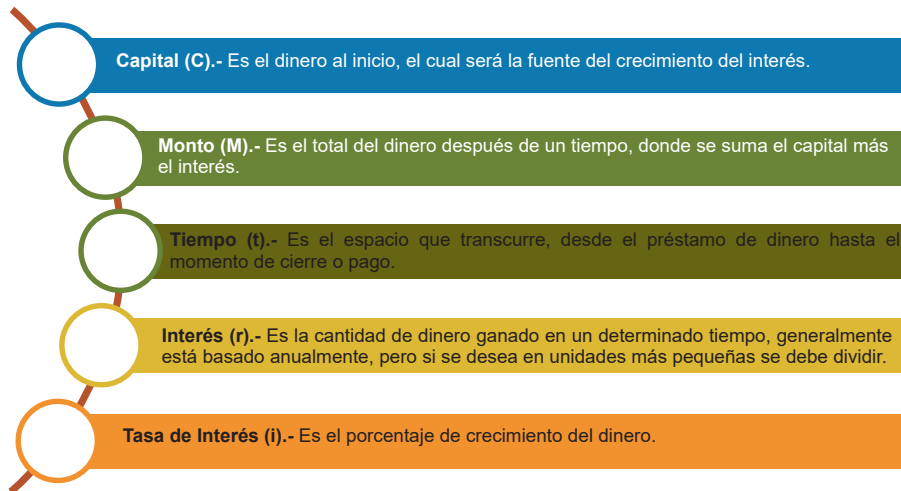 Capital (C).- Es el dinero al inicio, el cual será la fuente del crecimiento del interés.
Monto (M).- Es el total del dinero después de un tiempo, donde se suma el capital más
el interés.
Tiempo (t).- Es el espacio que transcurre, desde el préstamo de dinero hasta el
momento de cierre o pago.
Interés (r).- Es la cantidad de dinero ganado en un determinado tiempo, generalmente
está basado anualmente, pero si se desea en unidades más pequeñas se debe dividir.
Tasa de Interés (i).- Es el porcentaje de crecimiento del dinero.